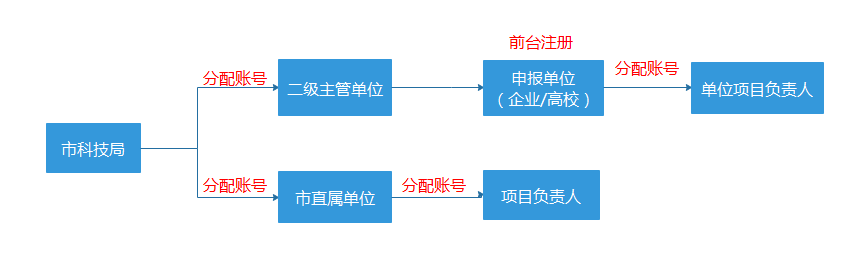 前台注册
分配账号
二级主管单位
申报单位
（企业/高校）
分配账号
单位项目负责人
市科技局
分配账号
市直属单位
分配账号
项目负责人